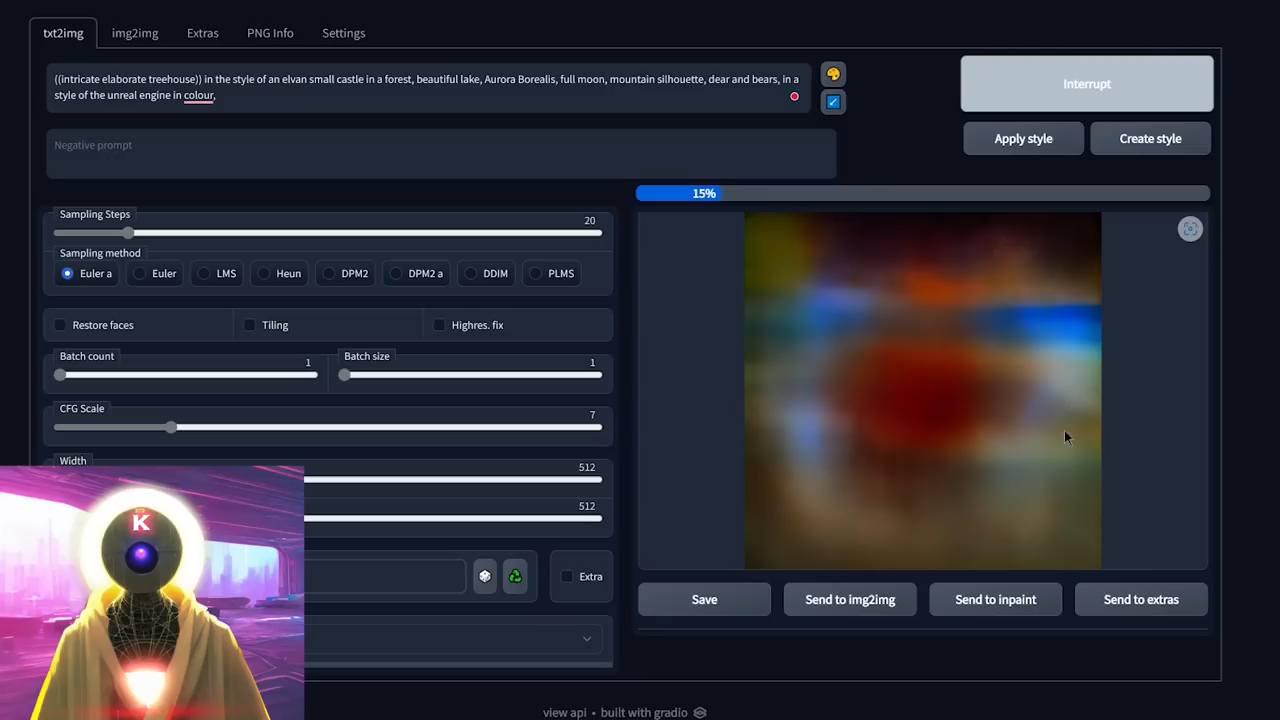 txt2img
img2img
Extras
PNG Info
Settings
((intricate elaborate treehouse)) in the style of an elvan small castle in a forest, beautiful lake, Aurora Borealis, full moon, mountain silhouette, dear and bears, in a
style of the unreal engine in colour,
Interrupt
Negative prompt
Apply style
Create style
15%
Sampling Steps
20
Sampling method
Euler a
Euler
LMS
Heun
DPM2
DPM2 a
DDIM
PLMS
Restore faces
Tiling
Highres. fix
Batch count
1
Batch size
1
CFG Scale
7
Width
512
512
K
Extra
Save
Send to img2img
Send to inpaint
Send to extras
view api • built with gradio